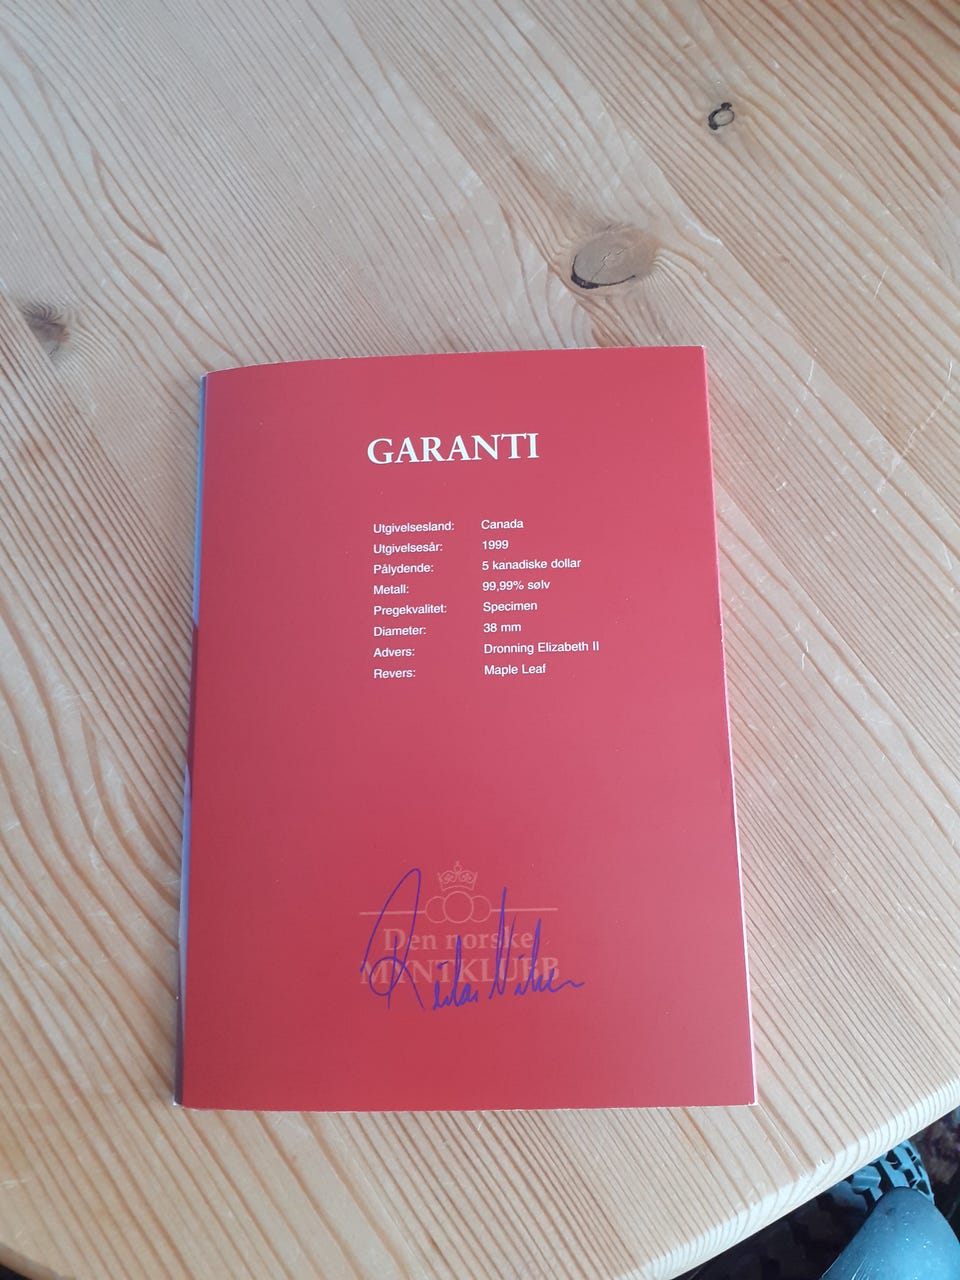 GARANTI
Utgivelsesland: Canada
Utgivelsesår: 1999
Pålydende: 5 kanadiske dollar
Metall: 99,99% sølv
Pregekvalitet: Specimen
Diameter: 38 mm
Advers: Dronning Elizabeth II
Revers: Maple Leaf
Den norske
MYNTKLUBB